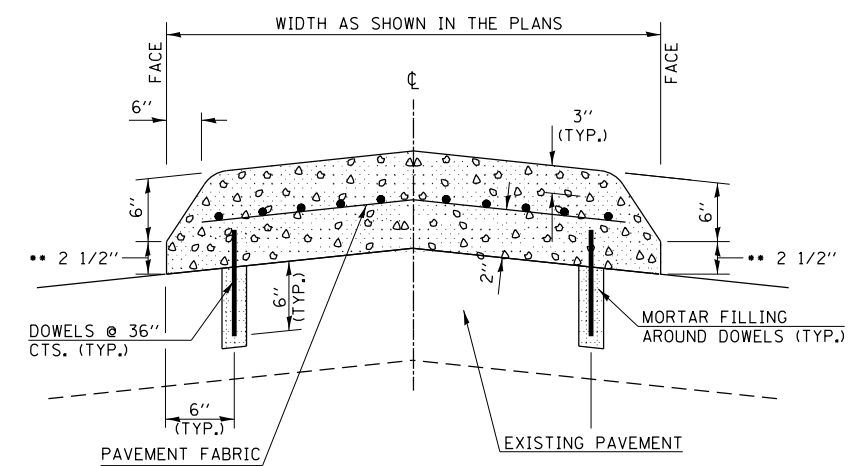 WIDTH AS SHOWN IN THE PLANS
FACE
FACE
℄
6"
3"
(TYP.)
6"
6"
** 2 1/2"
** 2 1/2"
6"
(TYP.)
2"
DOWELS @ 36"
CTS. (TYP.)
MORTAR FILLING
AROUND DOWELS (TYP.)
6"
(TYP.)
PAVEMENT FABRIC
EXISTING PAVEMENT